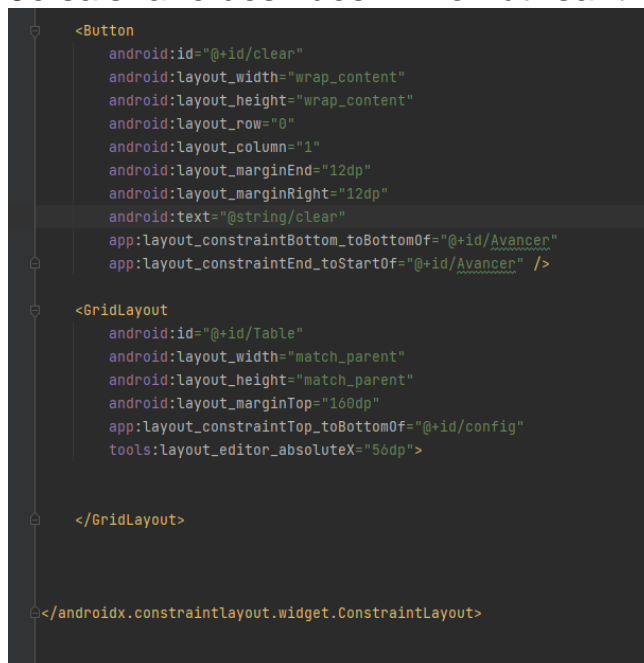 <Button
android:id="@+id/clear"
android:layout_width="wrap_content"
android:layout_height="wrap_content"
android:layout_row="0"
android:layout_column="1"
android:layout_marginEnd="12dp"
android:layout_marginRight="12dp"
android:text="@string/clear"
app:layout_constraintBottom_toBottomOf="@+id/Avancer"
app:layout_constraintEnd_toStartOf="@+id/Avancer" />
<GridLayout
android:id="@+id/Table"
android:layout_width="match_parent"
android:layout_height="match_parent"
android:layout_marginTop="160dp"
app:layout_constraintTop_toBottomOf="@+id/config"
tools:layout_editor_absoluteX="56dp">
</GridLayout>
</androidx.constraintlayout.widget.ConstraintLayout>